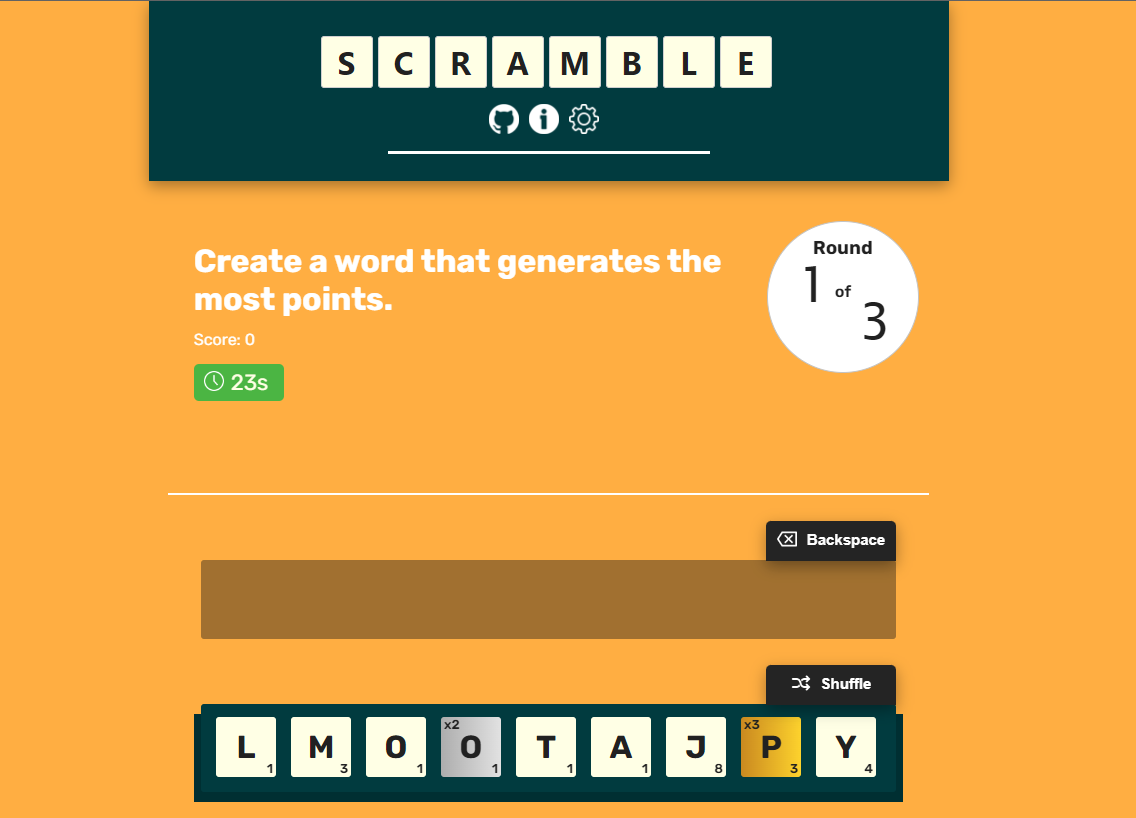 SCRAMBLE
Round
1 of
3
Create a word that generates the
most points.
Score: 0
23s
Backspace
Shuffle
x2 x3
L M O O T A J P Y
1 3 1 1 1 1 8 3 4